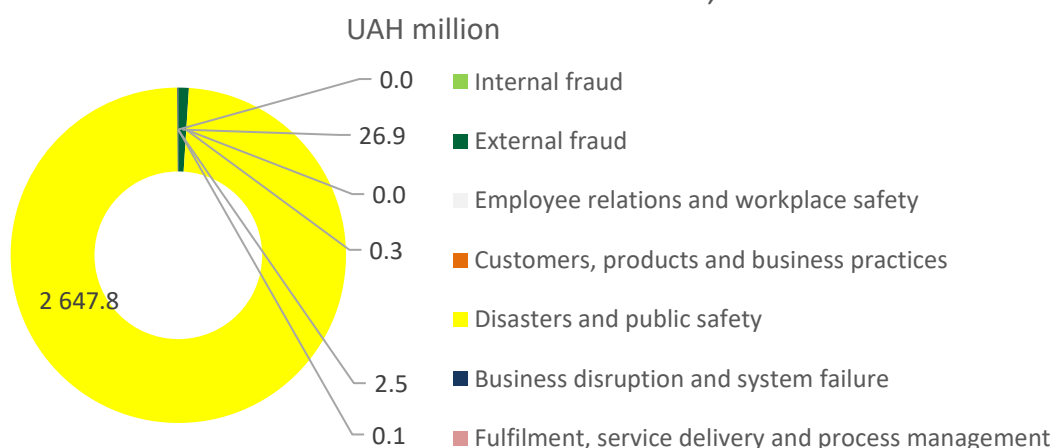 UAH million
0.0
Internal fraud
26.9
External fraud
0.0
Employee relations and workplace safety
0.3
Customers, products and business practices
2 647.8
Disasters and public safety
2.5
Business disruption and system failure
0.1
Fulfilment, service delivery and process management